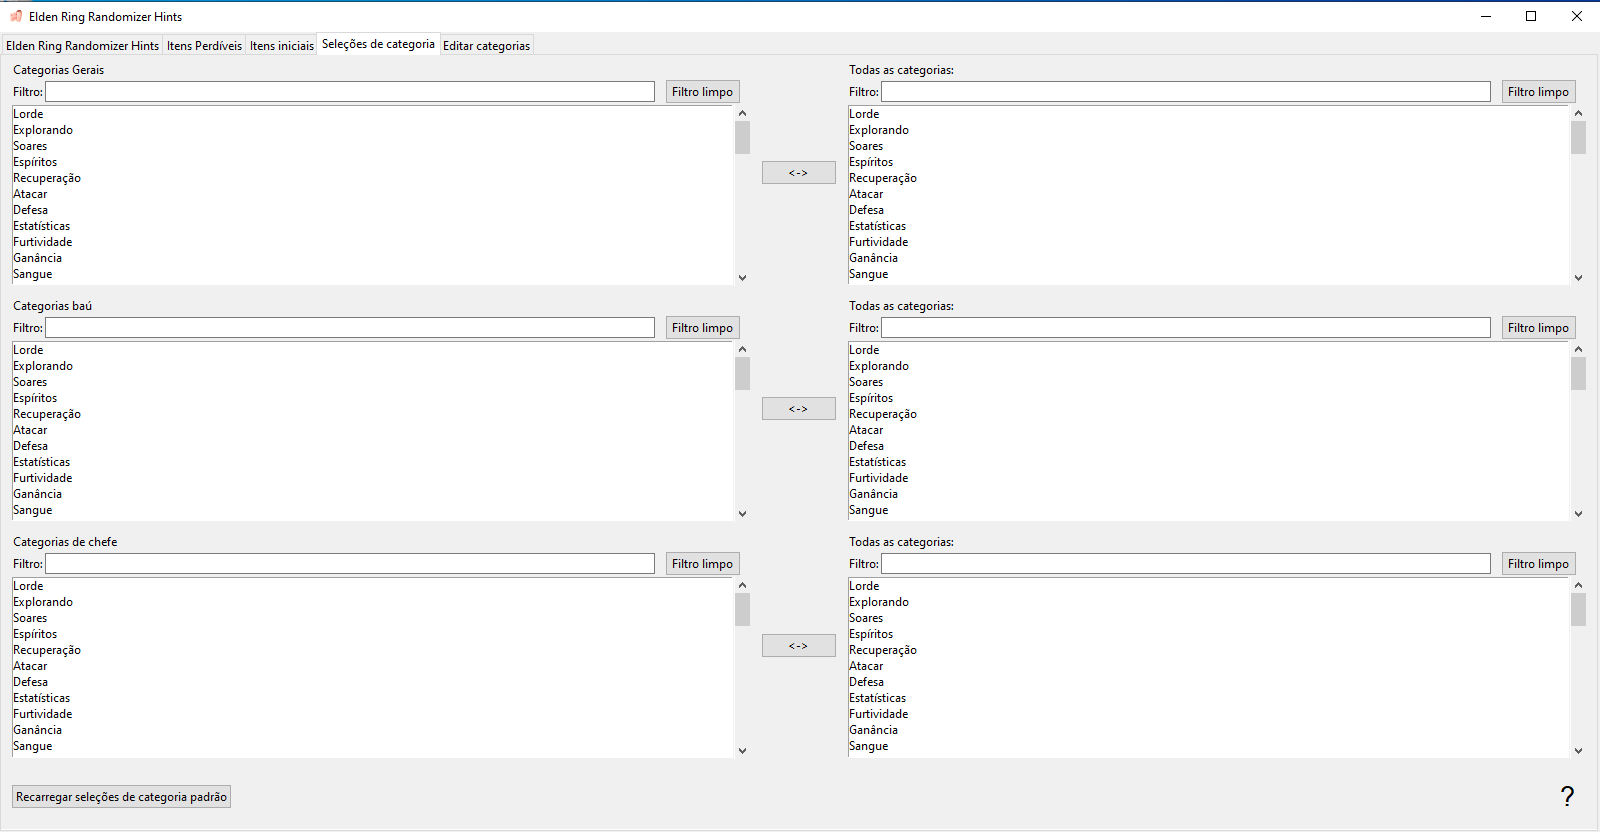 Elden Ring Randomizer Hints
Elden Ring Randomizer Hints Itens Perdíveis Itens iniciais Seleções de categoria Editar categorias
Categorias Gerais
Filtro: Filtro limpo
Lorde
Explorando
Soares
Espíritos
Recuperação
Atacar
Defesa
Estatísticas
Furtividade
Ganância
Sangue
<->
Todas as categorias:
Filtro: Filtro limpo
Lorde
Explorando
Soares
Espíritos
Recuperação
Atacar
Defesa
Estatísticas
Furtividade
Ganância
Sangue
Categorias baú
Filtro: Filtro limpo
Lorde
Explorando
Soares
Espíritos
Recuperação
Atacar
Defesa
Estatísticas
Furtividade
Ganância
Sangue
<->
Todas as categorias:
Filtro: Filtro limpo
Lorde
Explorando
Soares
Espíritos
Recuperação
Atacar
Defesa
Estatísticas
Furtividade
Ganância
Sangue
Categorias de chefe
Filtro: Filtro limpo
Lorde
Explorando
Soares
Espíritos
Recuperação
Atacar
Defesa
Estatísticas
Furtividade
Ganância
Sangue
<->
Todas as categorias:
Filtro: Filtro limpo
Lorde
Explorando
Soares
Espíritos
Recuperação
Atacar
Defesa
Estatísticas
Furtividade
Ganância
Sangue
Recarregar seleções de categoria padrão
?